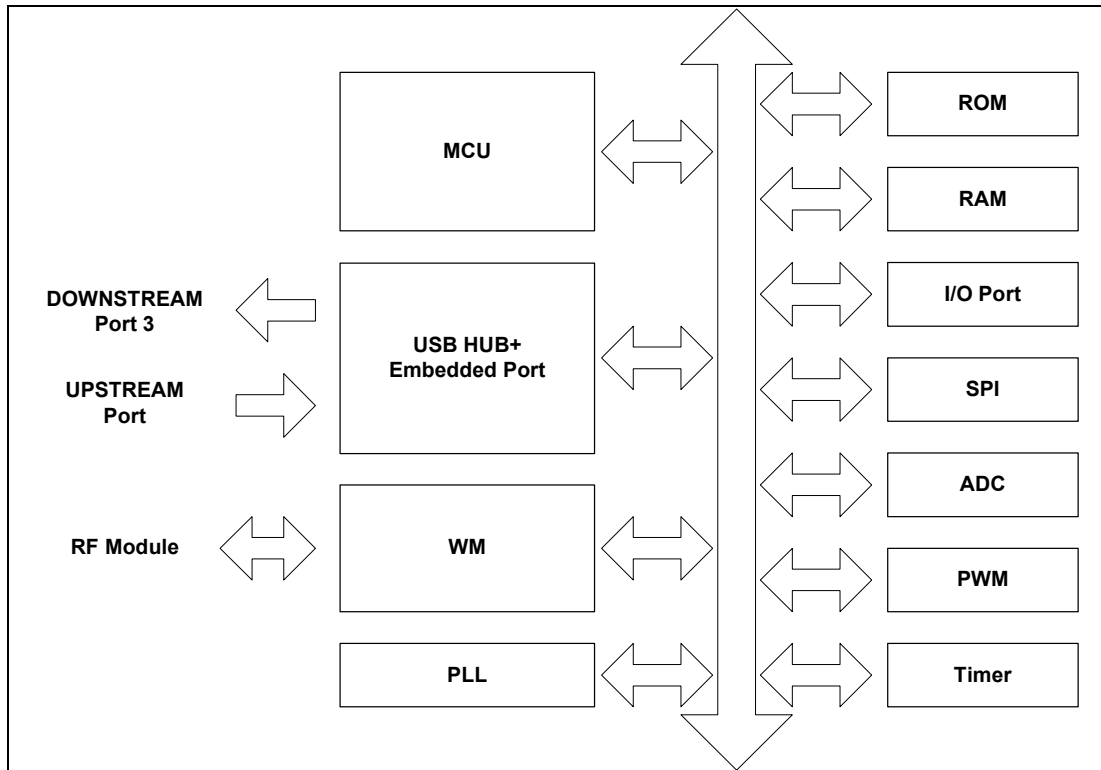 MCU
ROM
RAM
DOWNSTREAM
Port 3
USB HUB+
Embedded Port
I/O Port
UPSTREAM
Port
SPI
ADC
RF Module
WM
PWM
PLL
Timer